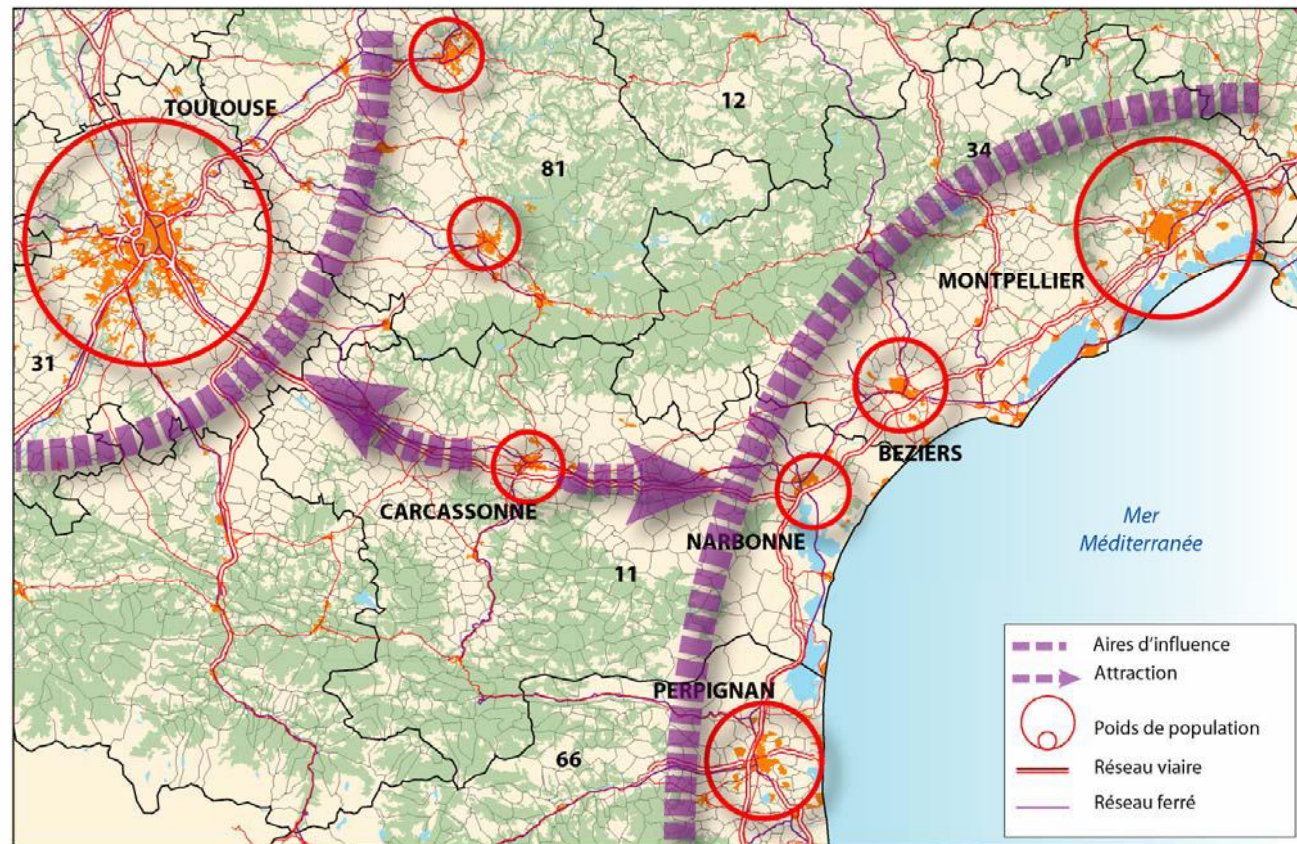 TOULOUSE
12
81
34
MONTPELLIER
31
BEZIERS
CARCASSONNE
NARBONNE
Mer
Méditerranée
11
PERPIGNAN
66
Aires d'influence
Attraction
Poids de population
Réseau viaire
Réseau ferré